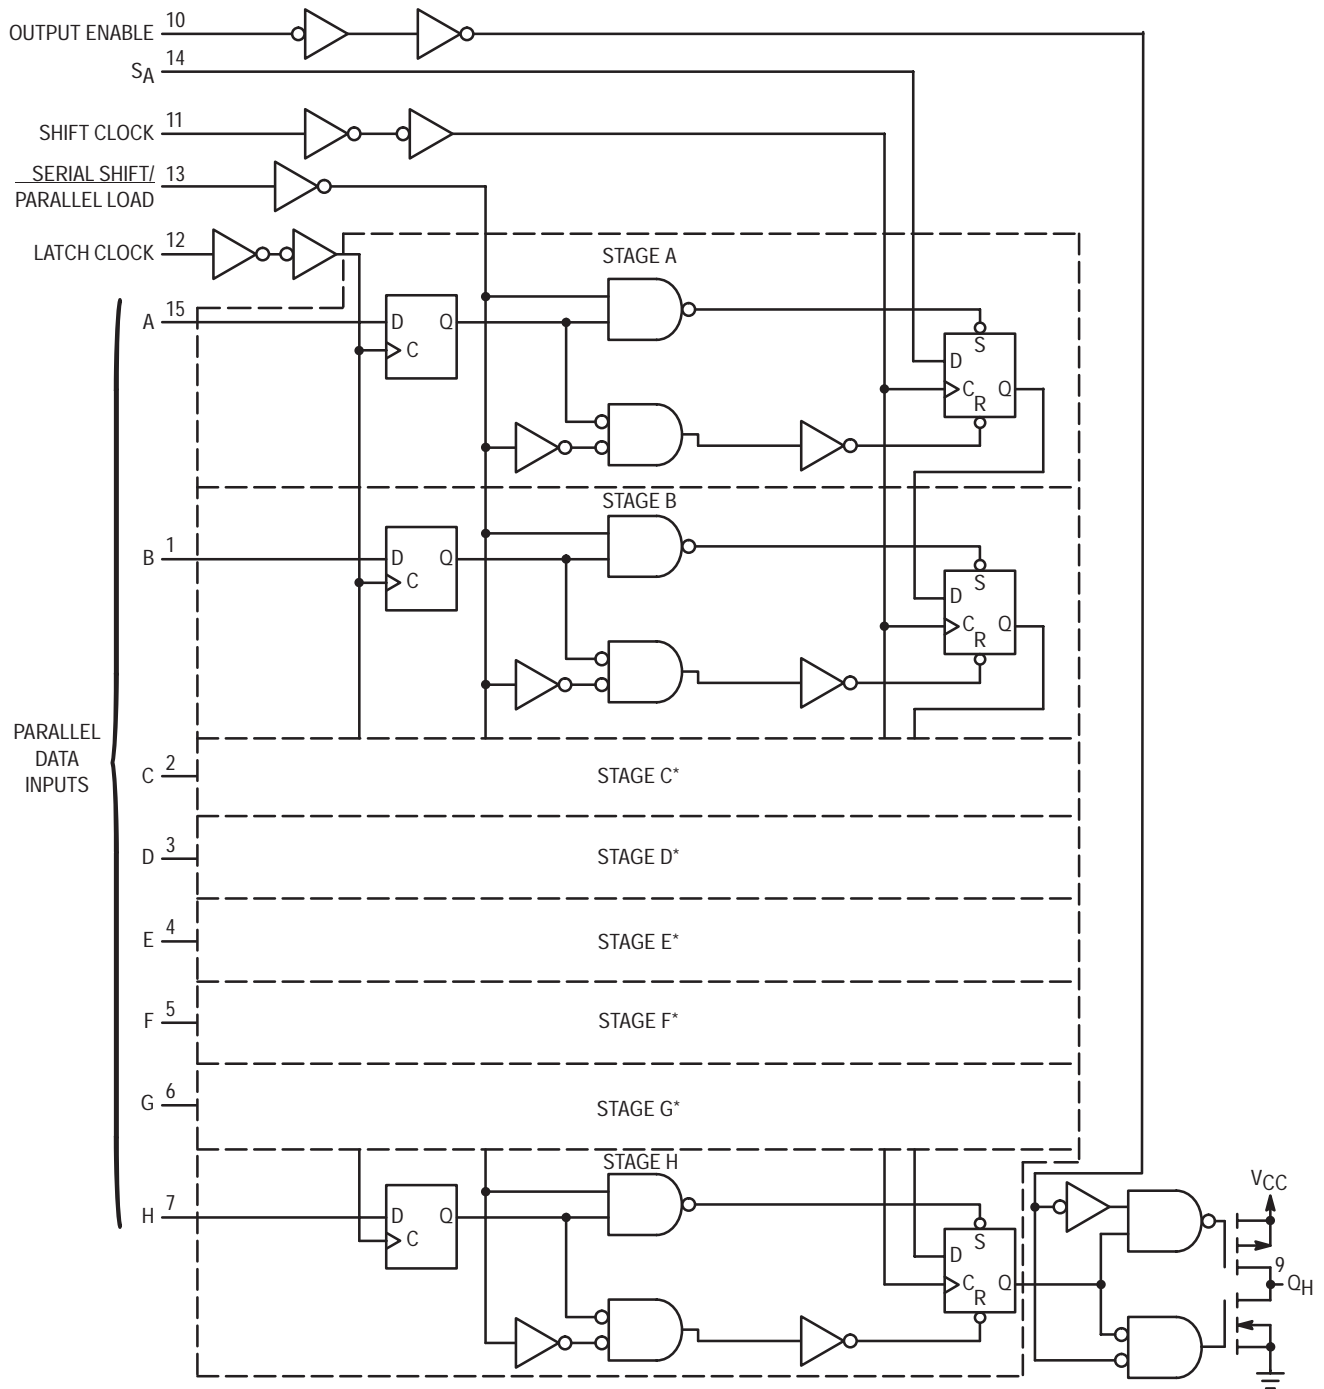 OUTPUT ENABLE 10
SA 14
SHIFT CLOCK 11
SERIAL SHIFT/ 13
PARALLEL LOAD
LATCH CLOCK 12
STAGE A
A 15
D Q
C
S
D
C Q
R
STAGE B
B 1
D Q
C
S
D
C Q
R
PARALLEL
DATA
INPUTS
C 2
STAGE C*
D 3
STAGE D*
E 4
STAGE E*
F 5
STAGE F*
G 6
STAGE G*
STAGE H
H 7
D Q
C
S
D
C Q
R
VCC
9
QH